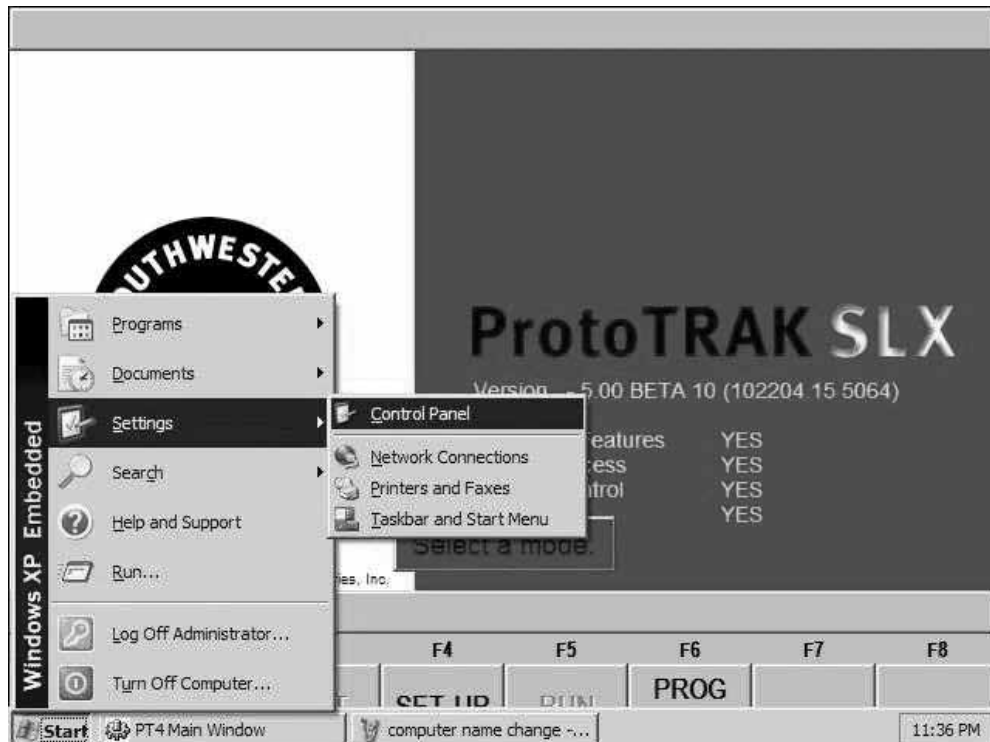 OUTHWESTE
ProtoTRAK SLX
Version - 5.00 BETA 10 (102204 15 5064)
eatures YES
cess YES
ntrol YES
YES
Select a mode.
ies, Inc.
Windows XP Embedded
Programs
Documents
Settings
Search
Help and Support
Run...
Log Off Administrator...
Turn Off Computer...
Control Panel
Network Connections
Printers and Faxes
Taskbar and Start Menu
F4 F5 F6 F7 F8
SET UP RUN PROG
Start PT4 Main Window computer name change -... 11:36 PM